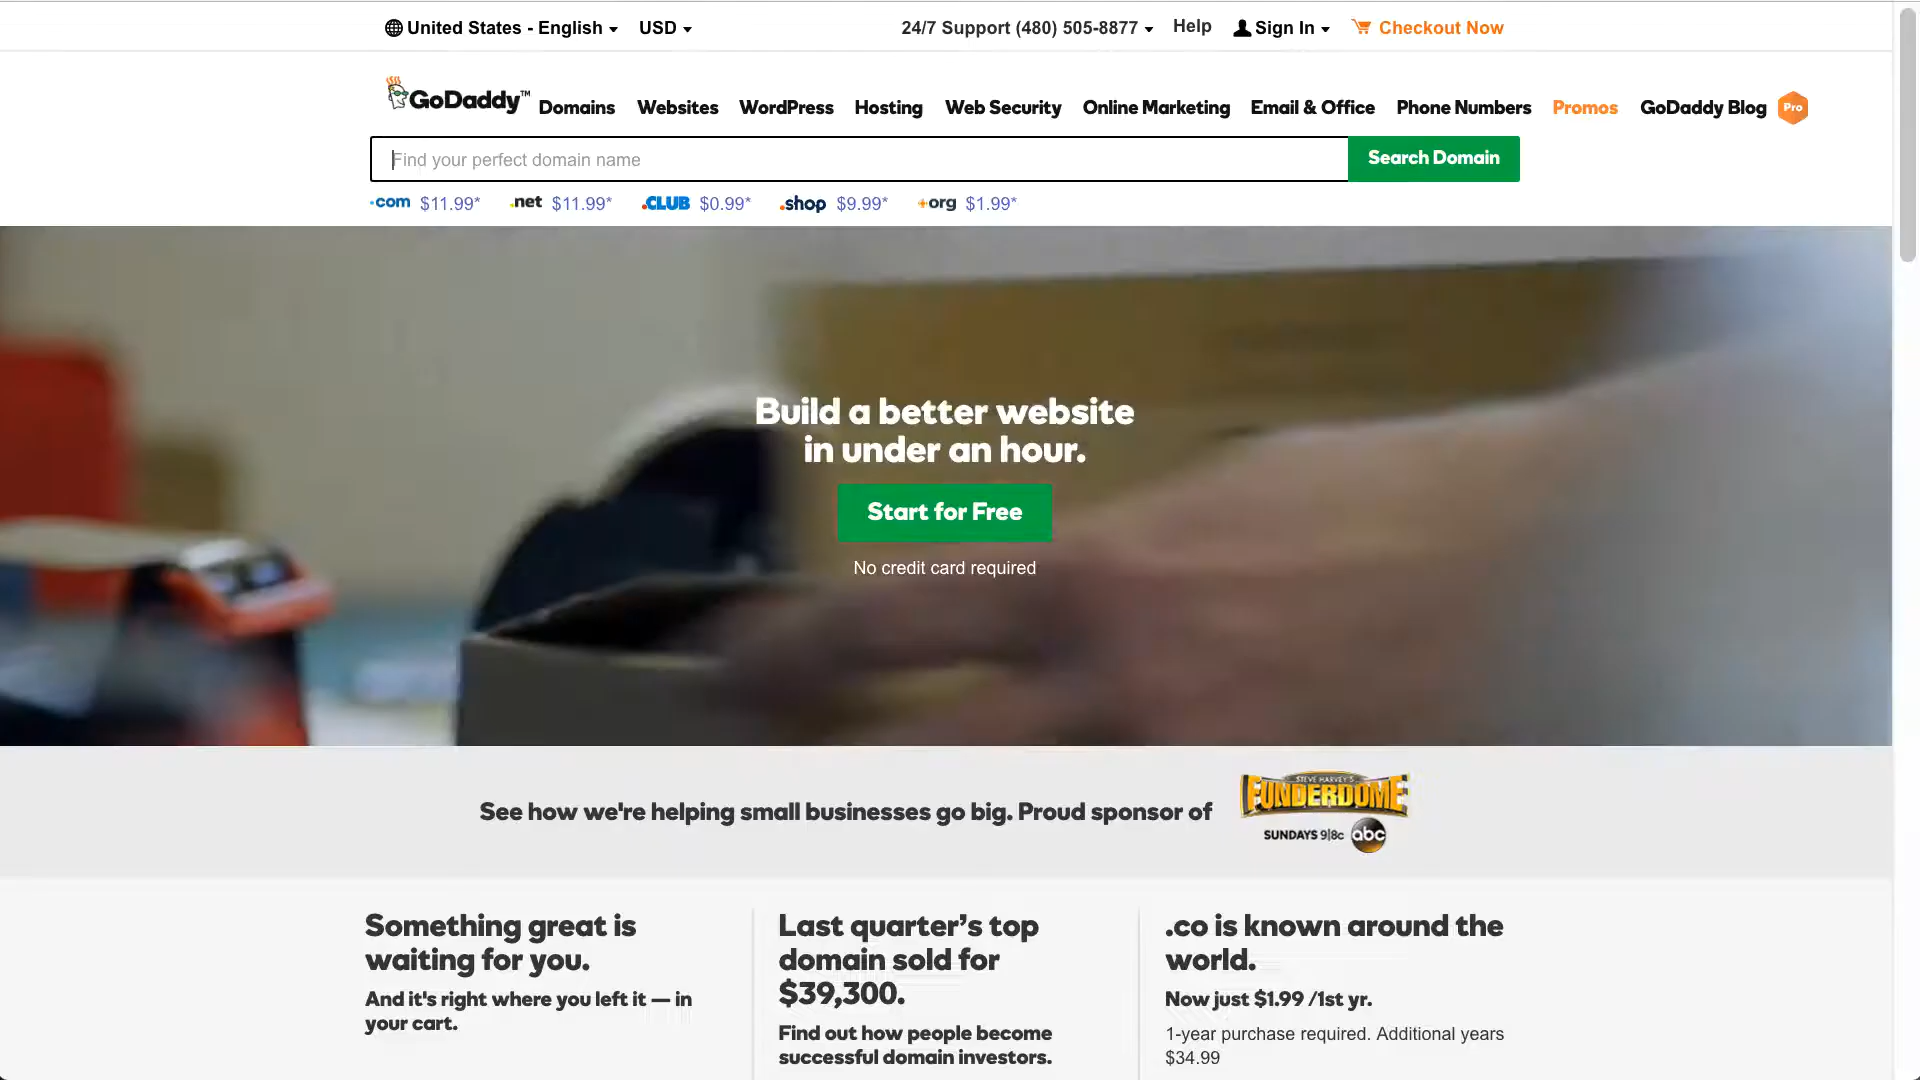 United States - English USD 24/7 Support (480) 505-8877 Help Sign In Checkout Now
GoDaddy™ Domains Websites WordPress Hosting Web Security Online Marketing Email & Office Phone Numbers Promos GoDaddy Blog Pro
Find your perfect domain name Search Domain
.com $11.99* .net $11.99* .CLUB $0.99* .shop $9.99* .org $1.99*
Build a better website
in under an hour.
Start for Free
No credit card required
See how we're helping small businesses go big. Proud sponsor of
STEVE HARVEY'S
FUNDERDOME
SUNDAYS 9|8c abc
Something great is
waiting for you.
And it's right where you left it — in
your cart.
Last quarter's top
domain sold for
$39,300.
Find out how people become
successful domain investors.
.co is known around the
world.
Now just $1.99 /1st yr.
1-year purchase required. Additional years
$34.99